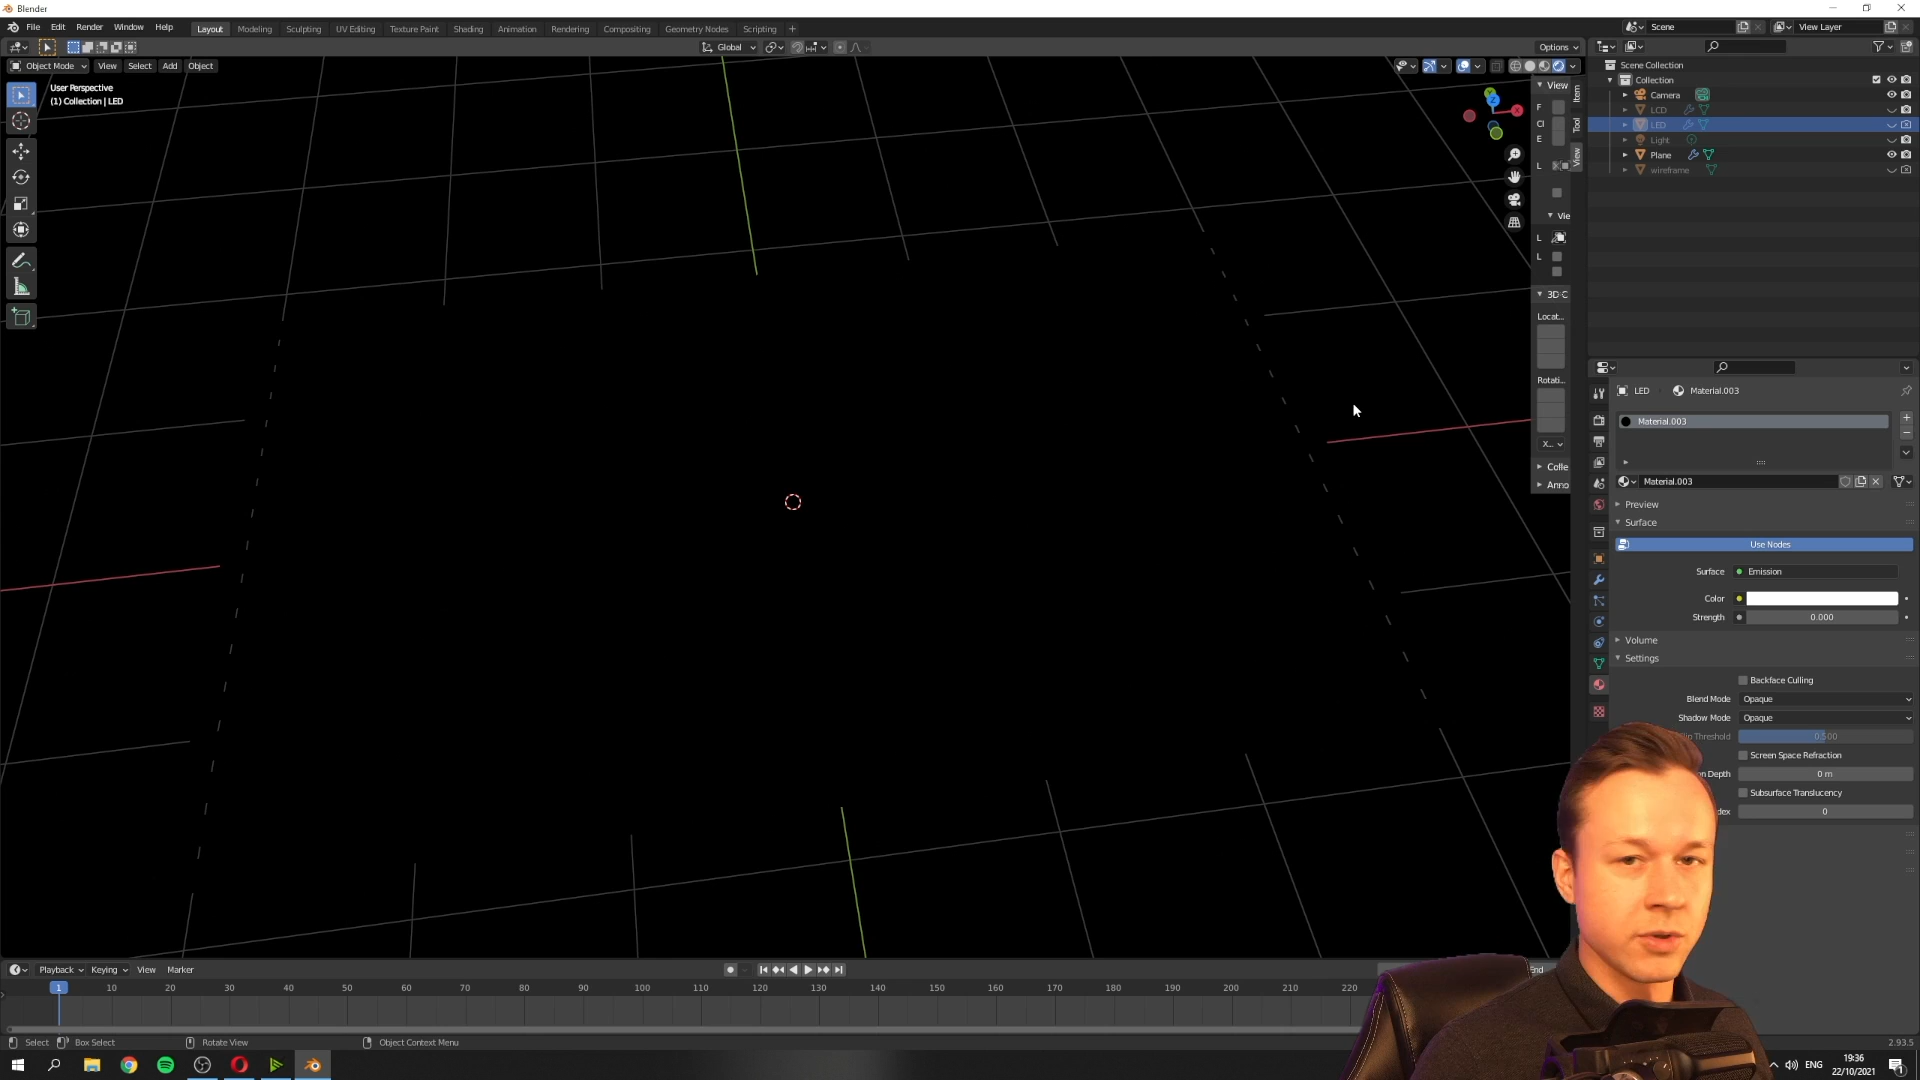 Blender
File Edit Render Window Help
Layout Modeling Sculpting UV Editing Texture Paint Shading Animation Rendering Compositing Geometry Nodes Scripting +
Scene
View Layer
Global
Options
Object Mode View Select Add Object
User Perspective
(1) Collection | LED
View
Item
Tool
View
F
Cl
E
L
Vie
L
L
3D C
Locat...
Rotati...
X...
Colle
Anno
X
Z
Scene Collection
Collection
Camera
LCD
LED
Light
Plane
wireframe
LED
Material.003
Material.003
Material.003
Preview
Surface
Use Nodes
Surface Emission
Color
Strength 0.000
Volume
Settings
Backface Culling
Blend Mode Opaque
Shadow Mode Opaque
Threshold 0.500
Screen Space Refraction
Depth 0 m
Subsurface Translucency
dex 0
Playback Keying View Marker
End
1 10 20 30 40 50 60 70 80 90 100 110 120 130 140 150 160 170 180 190 200 210 220
Select Box Select Rotate View Object Context Menu
2.93.5
ENG
19:36
22/10/2021
1